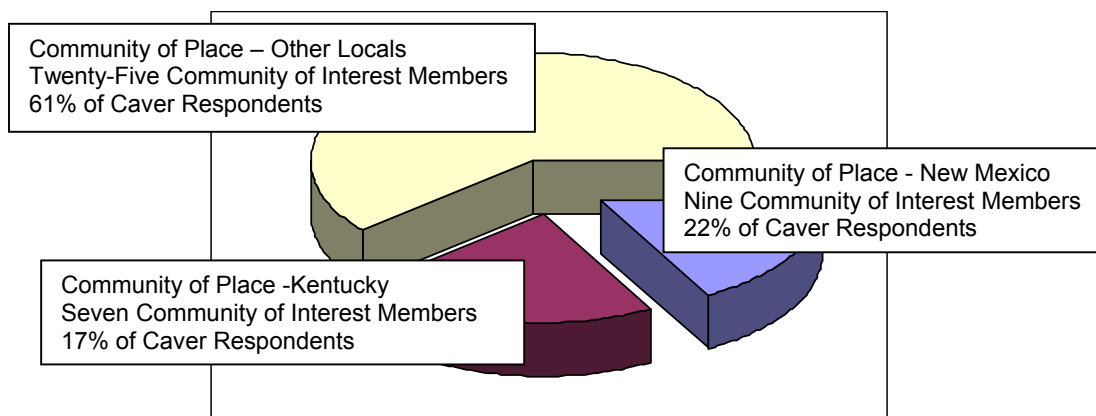 Community of Place – Other Locals
Twenty-Five Community of Interest Members
61% of Caver Respondents
Community of Place - New Mexico
Nine Community of Interest Members
22% of Caver Respondents
Community of Place -Kentucky
Seven Community of Interest Members
17% of Caver Respondents